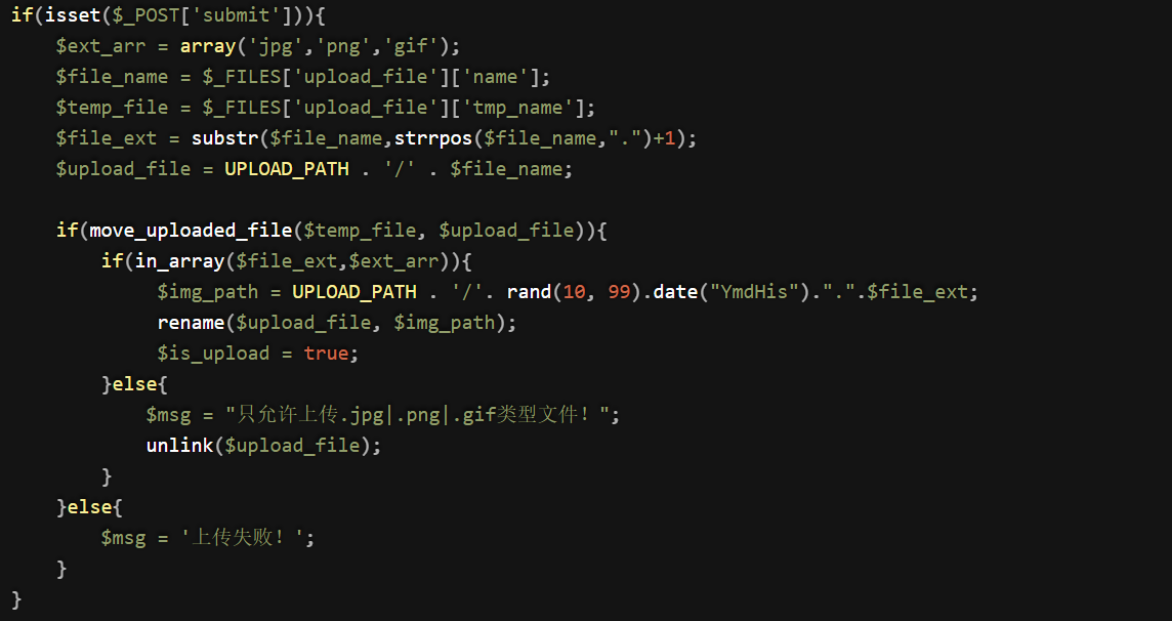 if(isset($_POST['submit'])){
    $ext_arr = array('jpg','png','gif');
    $file_name = $_FILES['upload_file']['name'];
    $temp_file = $_FILES['upload_file']['tmp_name'];
    $file_ext = substr($file_name,strrpos($file_name,".")+1);
    $upload_file = UPLOAD_PATH . '/' . $file_name;

    if(move_uploaded_file($temp_file, $upload_file)){
        if(in_array($file_ext,$ext_arr)){
             $img_path = UPLOAD_PATH . '/'. rand(10, 99).date("YmdHis").".".$file_ext;
             rename($upload_file, $img_path);
             $is_upload = true;
        }else{
            $msg = "只允许上传.jpg|.png|.gif类型文件！";
            unlink($upload_file);
        }
    }else{
        $msg = '上传失败！';
    }
}